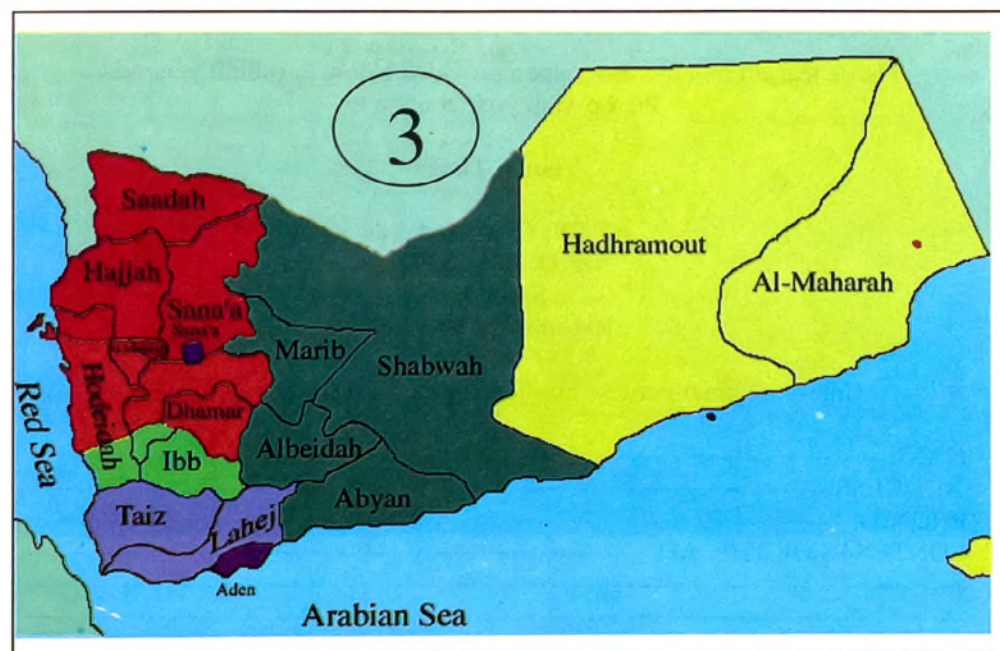 3
Saadah
Hajjah
Sana'a
Sana'a
Hadhramout
Al-Maharah
Marib
Shabwah
Hodeidah
Dhamar
Red Sea
Ibb
Albeidah
Abyan
Taiz
Lahej
Aden
Arabian Sea